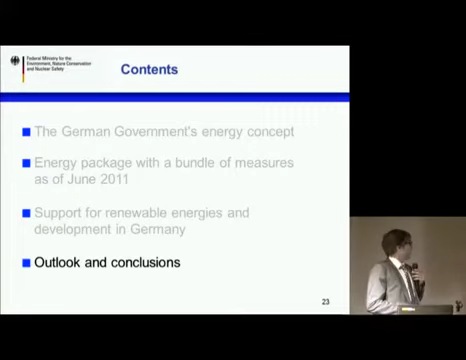 Federal Ministry for the
Environment, Nature Conservation
and Nuclear Safety
Contents
The German Government's energy concept
Energy package with a bundle of measures
as of June 2011
Support for renewable energies and
development in Germany
Outlook and conclusions
23